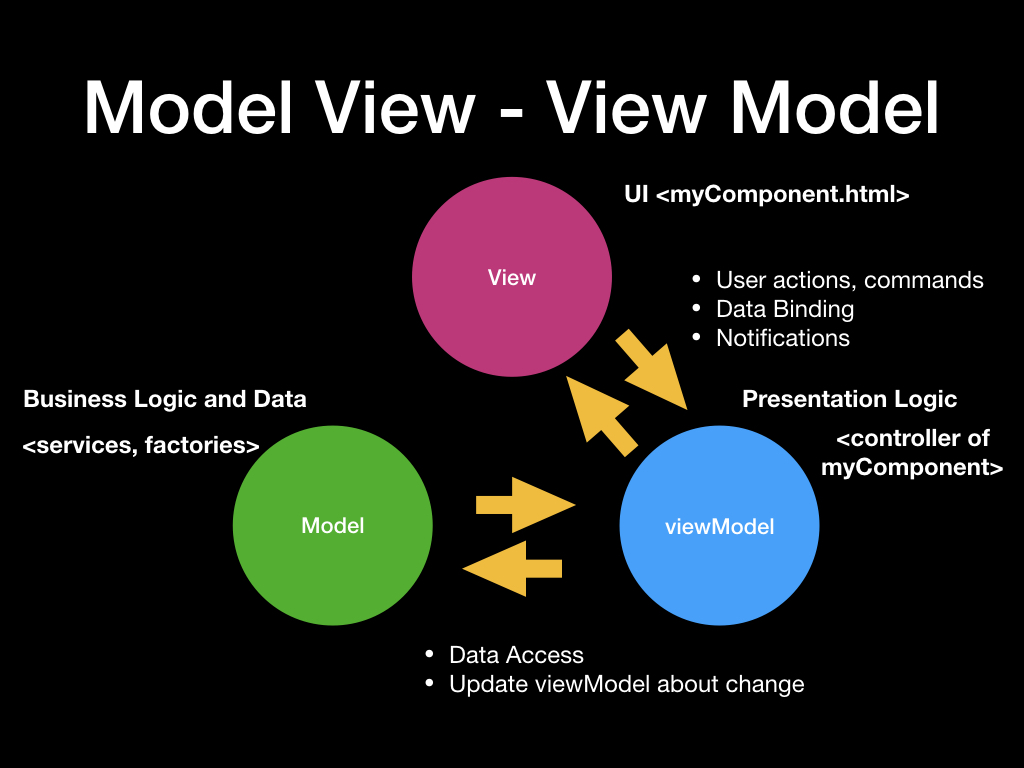 Model View - View Model
UI <myComponent.html>
View
• User actions, commands
• Data Binding
• Notifications
Business Logic and Data
<services, factories>
Presentation Logic
<controller of
myComponent>
Model
viewModel
• Data Access
• Update viewModel about change